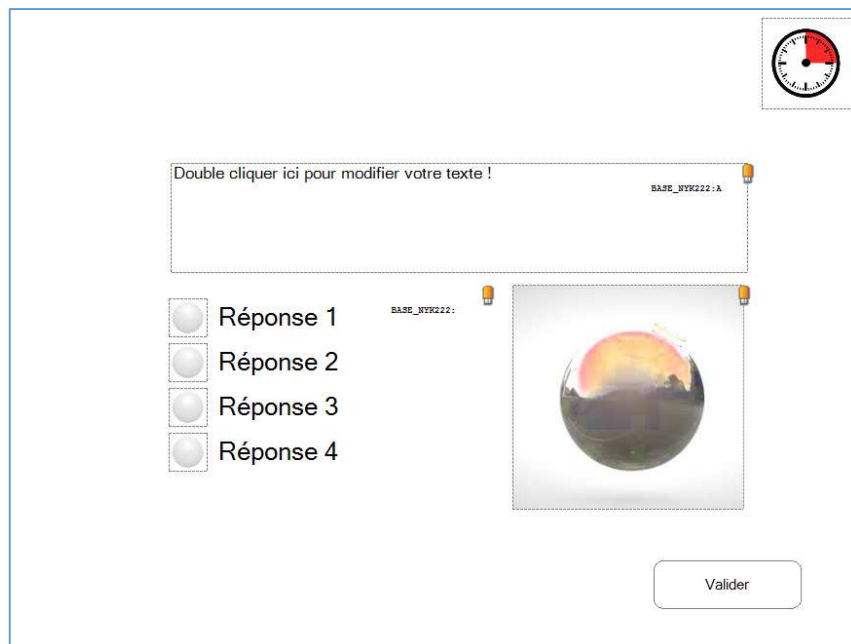 Double cliquer ici pour modifier votre texte !
BASE_NYK222:A
Réponse 1
BASE_NYK222:
Réponse 2
Réponse 3
Réponse 4
Valider